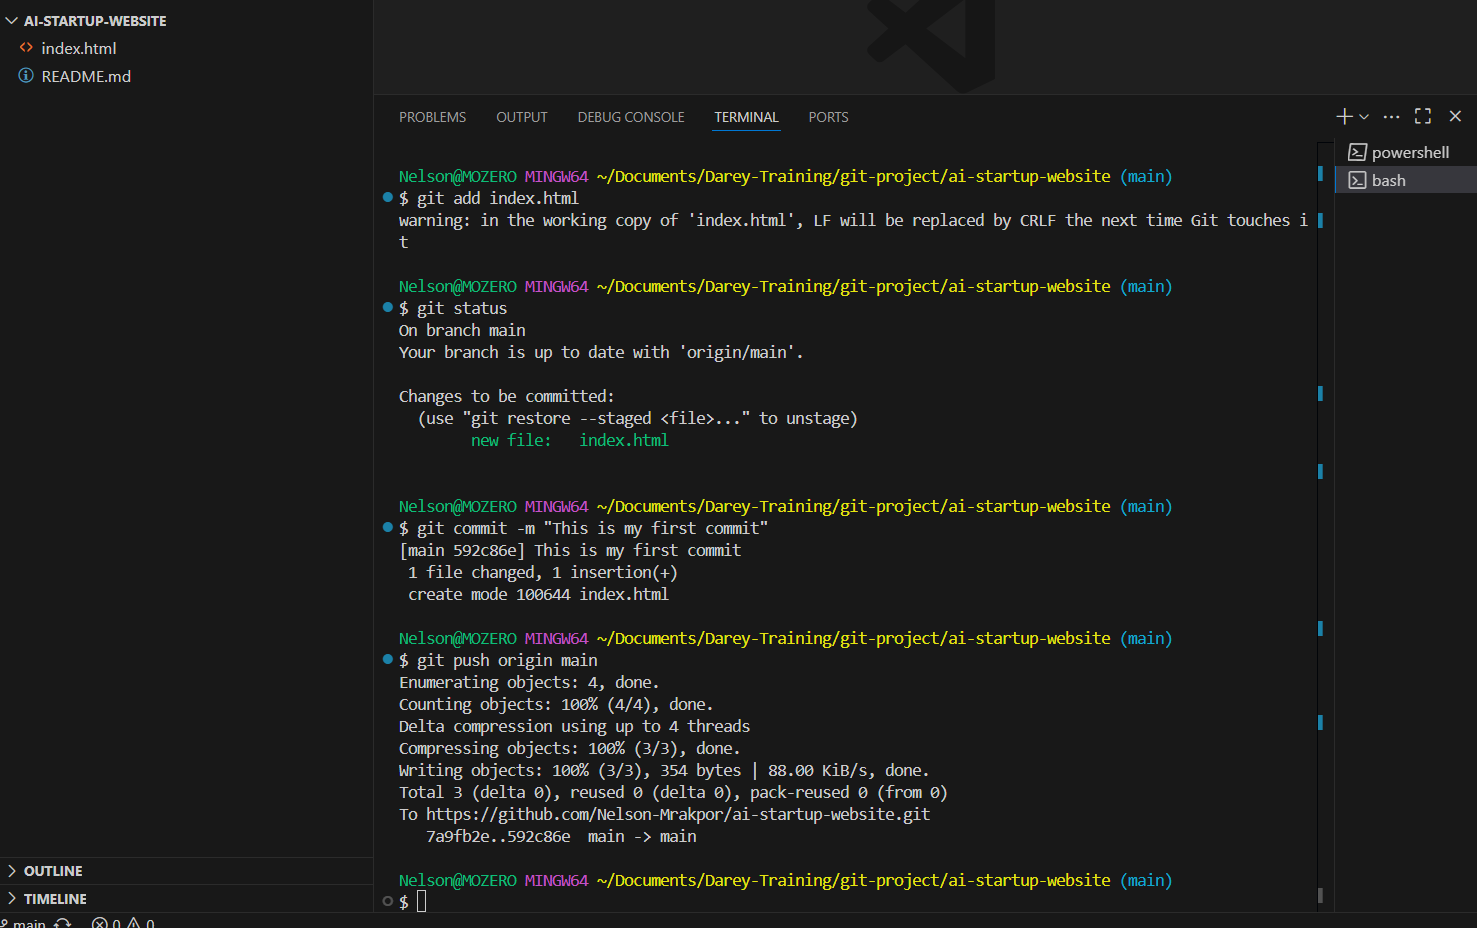 AI-STARTUP-WEBSITE
index.html
README.md
PROBLEMS OUTPUT DEBUG CONSOLE TERMINAL PORTS
powershell
bash
Nelson@MOZERO MINGW64 ~/Documents/Darey-Training/git-project/ai-startup-website (main)
$ git add index.html
warning: in the working copy of 'index.html', LF will be replaced by CRLF the next time Git touches i
t
Nelson@MOZERO MINGW64 ~/Documents/Darey-Training/git-project/ai-startup-website (main)
$ git status
On branch main
Your branch is up to date with 'origin/main'.
Changes to be committed:
(use "git restore --staged <file>..." to unstage)
new file: index.html
Nelson@MOZERO MINGW64 ~/Documents/Darey-Training/git-project/ai-startup-website (main)
$ git commit -m "This is my first commit"
[main 592c86e] This is my first commit
1 file changed, 1 insertion(+)
create mode 100644 index.html
Nelson@MOZERO MINGW64 ~/Documents/Darey-Training/git-project/ai-startup-website (main)
$ git push origin main
Enumerating objects: 4, done.
Counting objects: 100% (4/4), done.
Delta compression using up to 4 threads
Compressing objects: 100% (3/3), done.
Writing objects: 100% (3/3), 354 bytes | 88.00 KiB/s, done.
Total 3 (delta 0), reused 0 (delta 0), pack-reused 0 (from 0)
To https://github.com/Nelson-Mrakpor/ai-startup-website.git
7a9fb2e..592c86e main -> main
Nelson@MOZERO MINGW64 ~/Documents/Darey-Training/git-project/ai-startup-website (main)
$
OUTLINE
TIMELINE
main 0 0